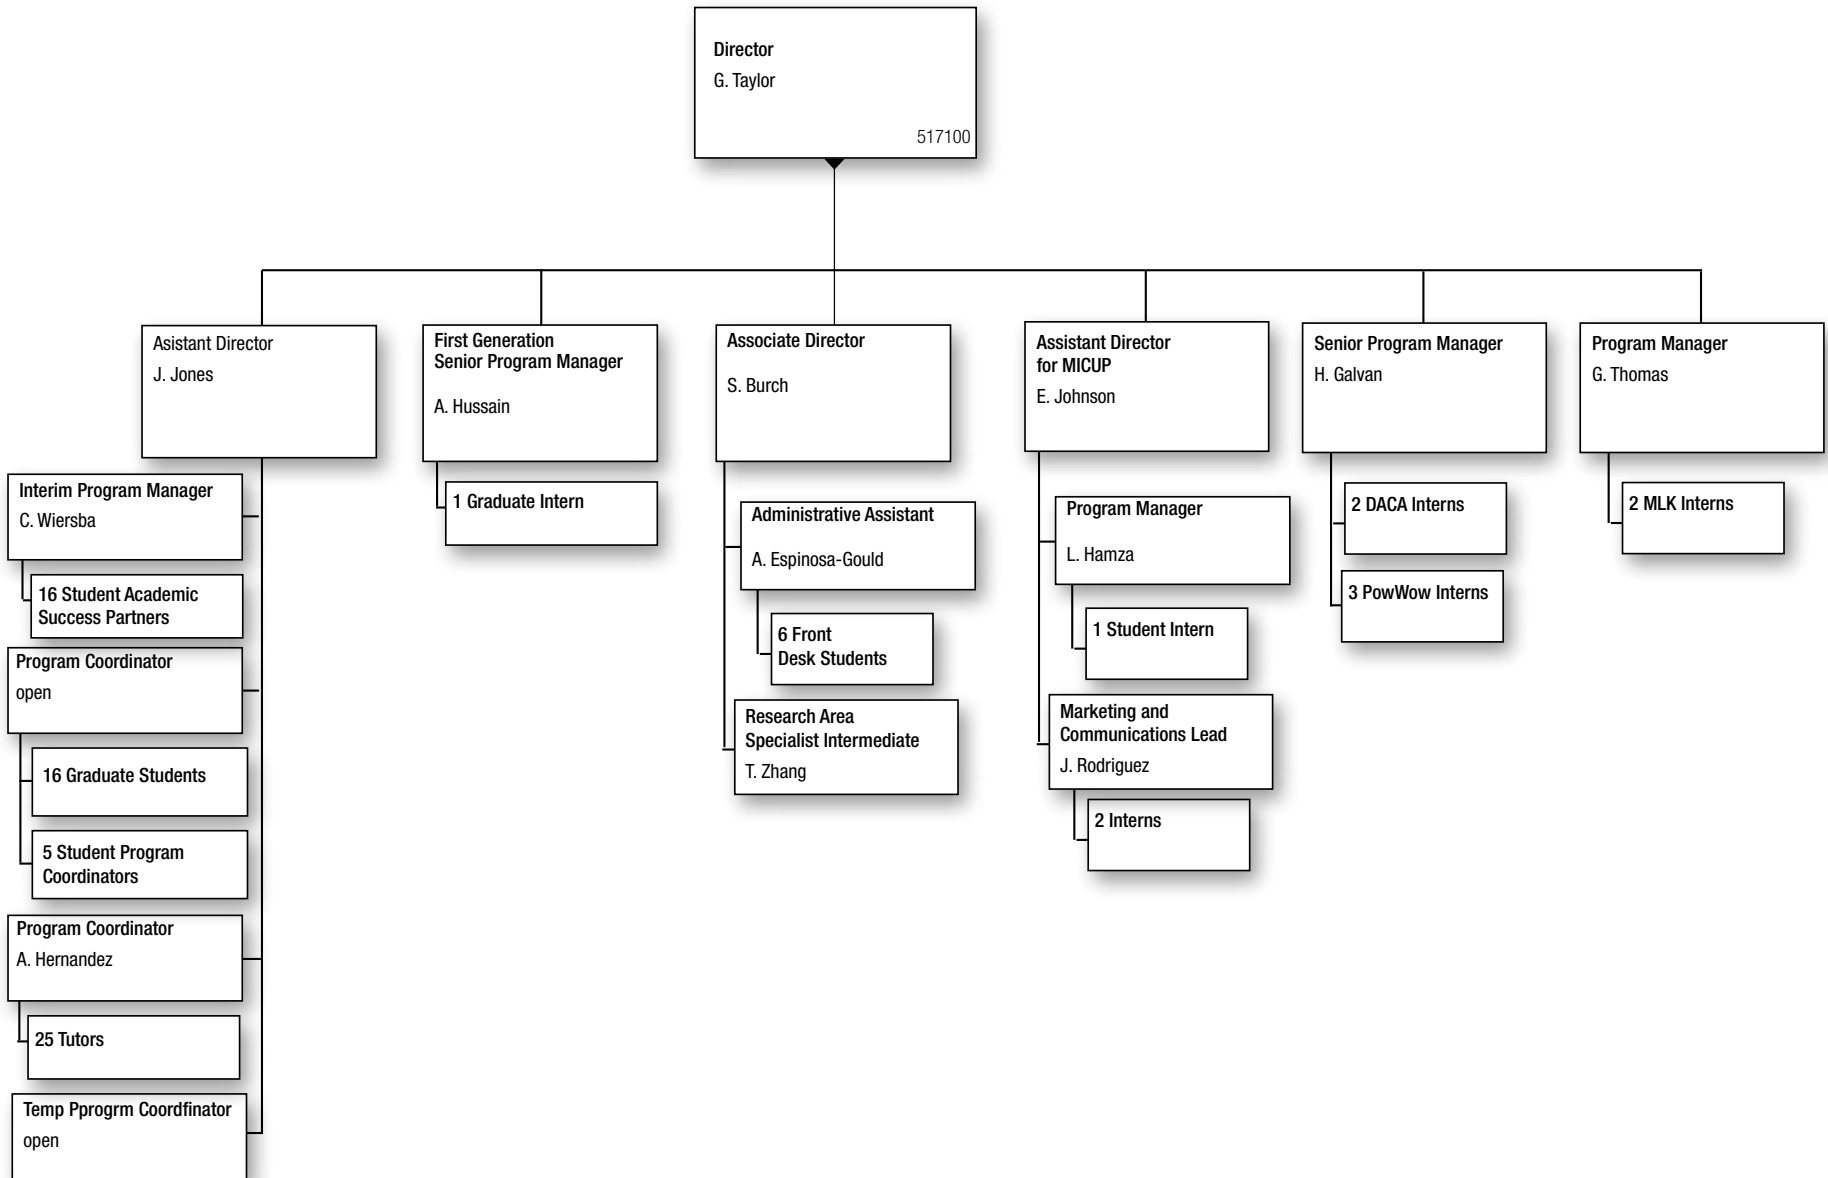 Director
G. Taylor
517100
Asistant Director
J. Jones
Interim Program Manager
C. Wiersba
16 Student Academic
Success Partners
Program Coordinator
open
16 Graduate Students
5 Student Program
Coordinators
Program Coordinator
A. Hernandez
25 Tutors
Temp Pprogrm Coordfinator
open
First Generation
Senior Program Manager
A. Hussain
1 Graduate Intern
Associate Director
S. Burch
Administrative Assistant
A. Espinosa-Gould
6 Front
Desk Students
Research Area
Specialist Intermediate
T. Zhang
Assistant Director
for MICUP
E. Johnson
Program Manager
L. Hamza
1 Student Intern
Marketing and
Communications Lead
J. Rodriguez
2 Interns
Senior Program Manager
H. Galvan
2 DACA Interns
3 PowWow Interns
Program Manager
G. Thomas
2 MLK Interns